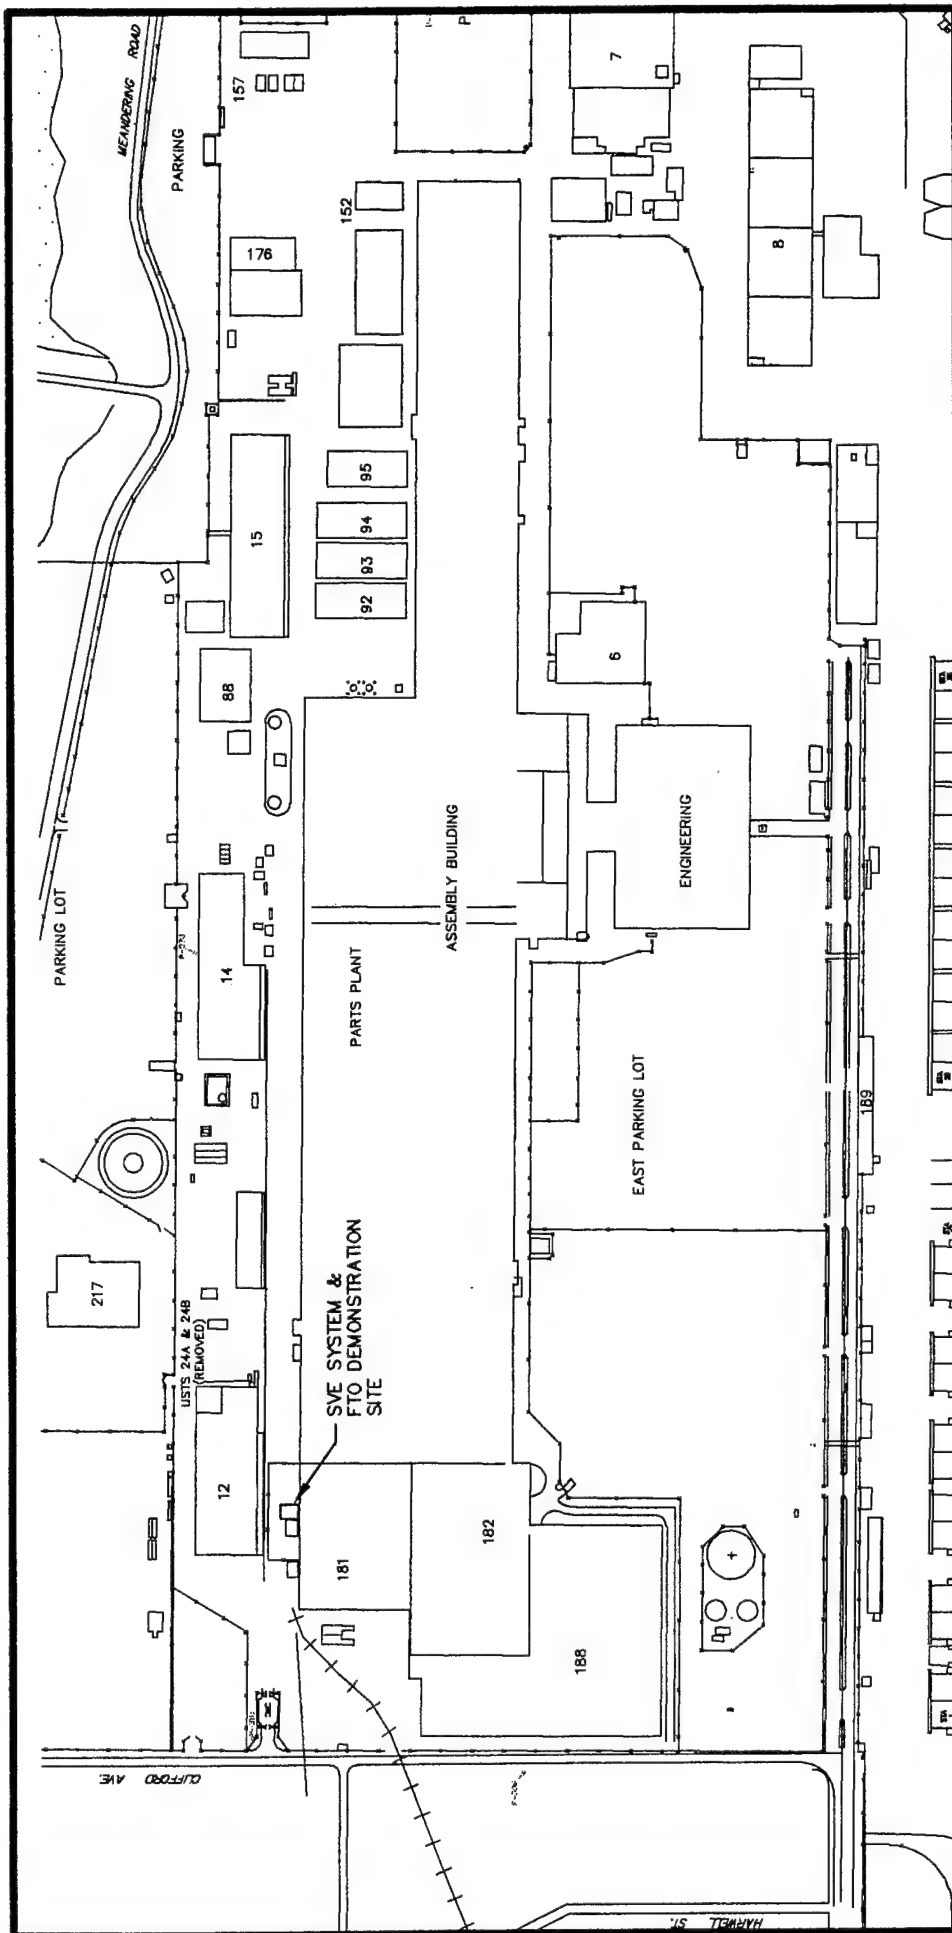 MEANDERING ROAD
PARKING
157
7
P
152
176
8
95
94
93
92
15
6
88
PARKING LOT
ASSEMBLY BUILDING
ENGINEERING
14
PARTS PLANT
EAST PARKING LOT
189
217
USTS 24A & 24B
(REMOVED)
SVE SYSTEM &
FTO DEMONSTRATION
SITE
12
181
182
188
CLIFFORD AVE.
HARWELL ST.